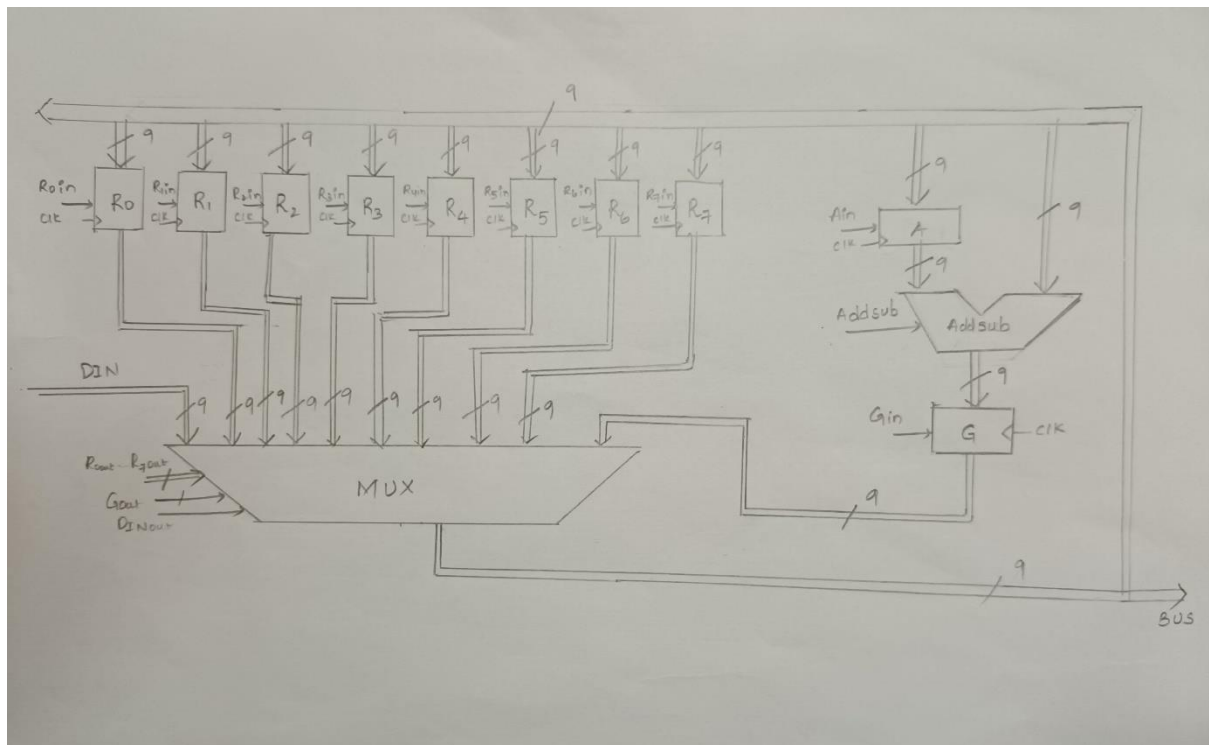 9
9 9 9 9 9 9 9 9 9 9
R0in R0 R1in R1 R2in R2 R3in R3 R4in R4 R5in R5 R6in R6 R7in R7
Clk Clk Clk Clk Clk Clk Clk Clk
Ain A
Clk
9
Addsub Addsub
DIN
9 9 9 9 9 9 9 9 9
9
Gin G Clk
R0out - R7out
Gout MUX
DINout
9
9
BUS